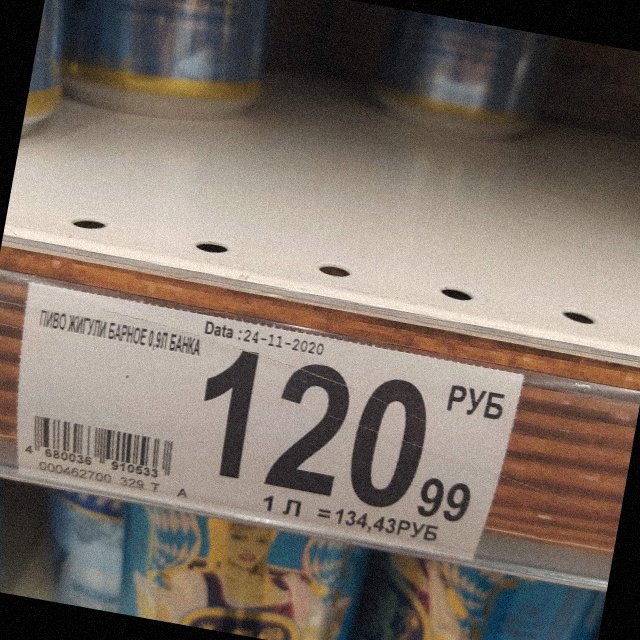 ПИВО ЖИГУЛИ БАРНОЕ 0,9Л БАНКА
Data :24-11-2020
120 99 РУБ
4 680036 910533
000462700 329 Т А
1 Л =134,43РУБ